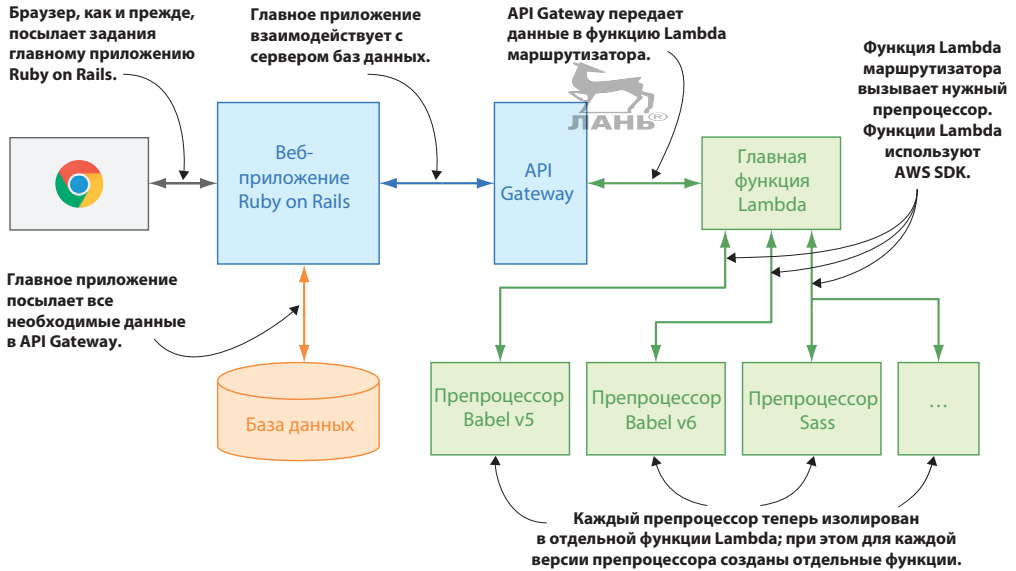 Браузер, как и прежде,
посылает задания
главному приложению
Ruby on Rails.
Главное приложение
взаимодействует с
сервером баз данных.
API Gateway передает
данные в функцию Lambda
маршрутизатора.
Функция Lambda
маршрутизатора
вызывает нужный
препроцессор.
Функции Lambda
используют
AWS SDK.
ЛАНЬ®
Веб-
приложение
Ruby on Rails
API
Gateway
Главная
функция
Lambda
Главное приложение
посылает все
необходимые данные
в API Gateway.
База данных
Препроцессор
Babel v5
Препроцессор
Babel v6
Препроцессор
Sass
...
Каждый препроцессор теперь изолирован
в отдельной функции Lambda; при этом для каждой
версии препроцессора созданы отдельные функции.